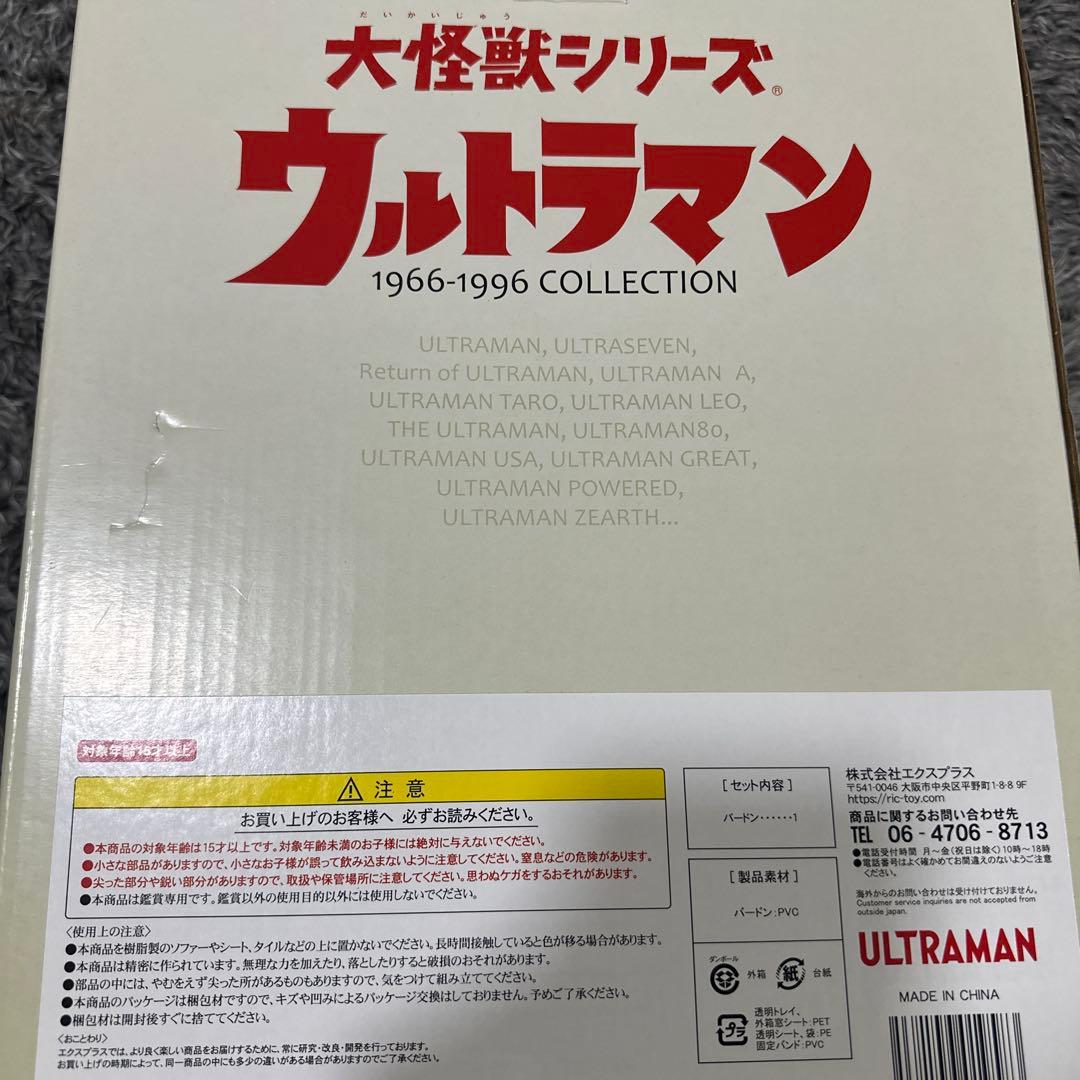 だいかいじゅう
大怪獣シリーズ®
ウルトラマン
1966-1996 COLLECTION
ULTRAMAN, ULTRASEVEN,
Return of ULTRAMAN, ULTRAMAN A,
ULTRAMAN TARO, ULTRAMAN LEO,
THE ULTRAMAN, ULTRAMAN80,
ULTRAMAN USA, ULTRAMAN GREAT,
ULTRAMAN POWERED,
ULTRAMAN ZEARTH...
対象年齢15才以上
⚠ 注 意
お買い上げのお客様へ 必ずお読みください。
●本商品の対象年齢は15才以上です。対象年齢未満のお子様には絶対に与えないでください。
●小さな部品がありますので、小さなお子様が誤って飲み込まないように注意してください。窒息などの危険があります。
●尖った部分や鋭い部分がありますので、取扱や保管場所に注意してください。思わぬケガをするおそれがあります。
●本商品は鑑賞専用です。鑑賞以外の使用目的以外には使用しないでください。
〈使用上の注意〉
●本商品を樹脂製のソファーやシート、タイルなどの上に置かないでください。長時間接触していると色が移る場合があります。
●本商品は精密に作られています。無理な力を加えたり、落としたりすると破損のおそれがあります。
●部品の中には、やむをえず尖った所があるものもありますので、気をつけて組み立ててください。
●本商品のパッケージは梱包材ですので、キズや凹みによるパッケージ交換はしておりません。予めご了承ください。
●梱包材は開封後すぐに捨ててください。
〈おことわり〉
エクスプラスでは、より良く楽しい商品をお届けするために、常に研究・改良・開発を行っております。
お買い上げの時期によって、同一商品の中にも多少の違いがある場合がありますのでご了承ください。
[セット内容]
バードン‥‥‥1
[製品素材]
バードン:PVC
ダンボール
外箱
紙
台紙
プラ
透明トレイ、
外箱窓シート:PET
透明シート、袋:PE
固定バンド:PVC
株式会社エクスプラス
〒541-0046 大阪市中央区平野町1-8-8 9F
https://ric-toy.com
商品に関するお問い合わせ先
TEL 06-4706-8713
●電話受付時間 月〜金(祝日は除く)10時〜18時
●電話番号はよく確かめてお間違えのないようご注意
ください。
海外からのお問い合わせは受け付けておりません。
Customer service inquiries are not accepted from
outside japan.
ULTRAMAN
MADE IN CHINA